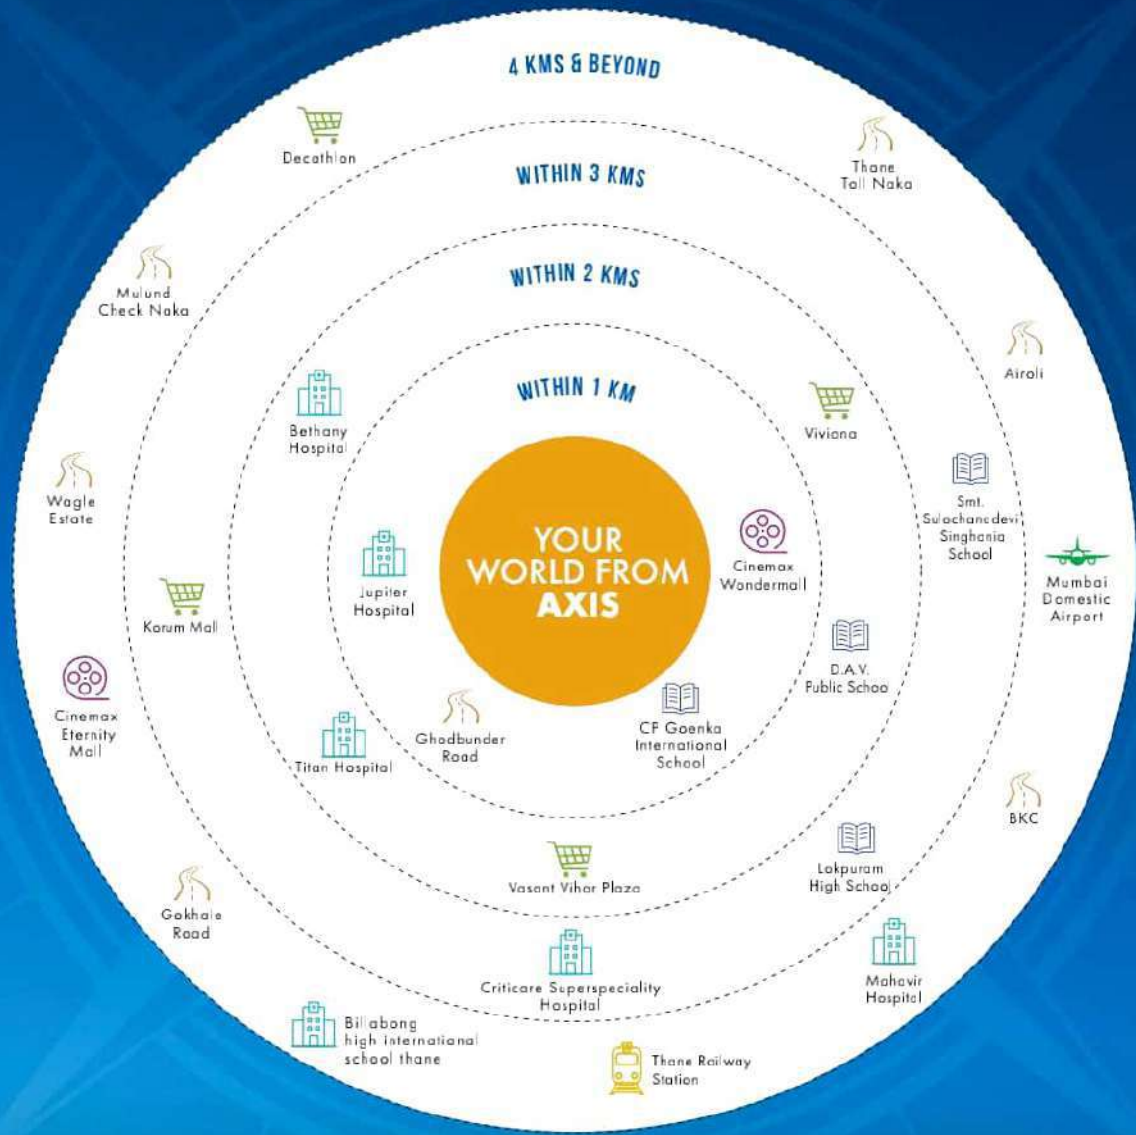 4 KMS & BEYOND
Decathlon
Thane
Toll Naka
WITHIN 3 KMS
WITHIN 2 KMS
Mulund
Check Naka
Airoli
WITHIN 1 KM
Bethany
Hospital
Viviana
Wagle
Estate
Smt.
Sulochanadevi
Singhania
School
YOUR
WORLD FROM
AXIS
Jupiter
Hospital
Cinemax
Wondermall
Mumbai
Domestic
Airport
Korum Mall
D.A.V.
Public School
Cinemax
Eternity
Mall
Ghodbunder
Road
CP Goenka
International
School
Titan Hospital
BKC
Vasant Vihar Plaza
Lokpuram
High School
Gokhale
Road
Criticare Superspeciality
Hospital
Mahavir
Hospital
Billabong
high international
school thane
Thane Railway
Station